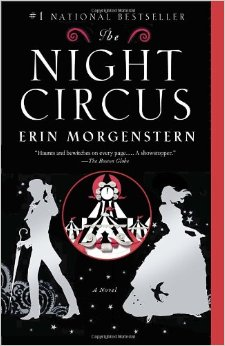 #1 NATIONAL BESTSELLER
The
NIGHT
CIRCUS
ERIN MORGENSTERN
"Haunts and bewitches on every page..... A showstopper."
—The Boston Globe
A Novel